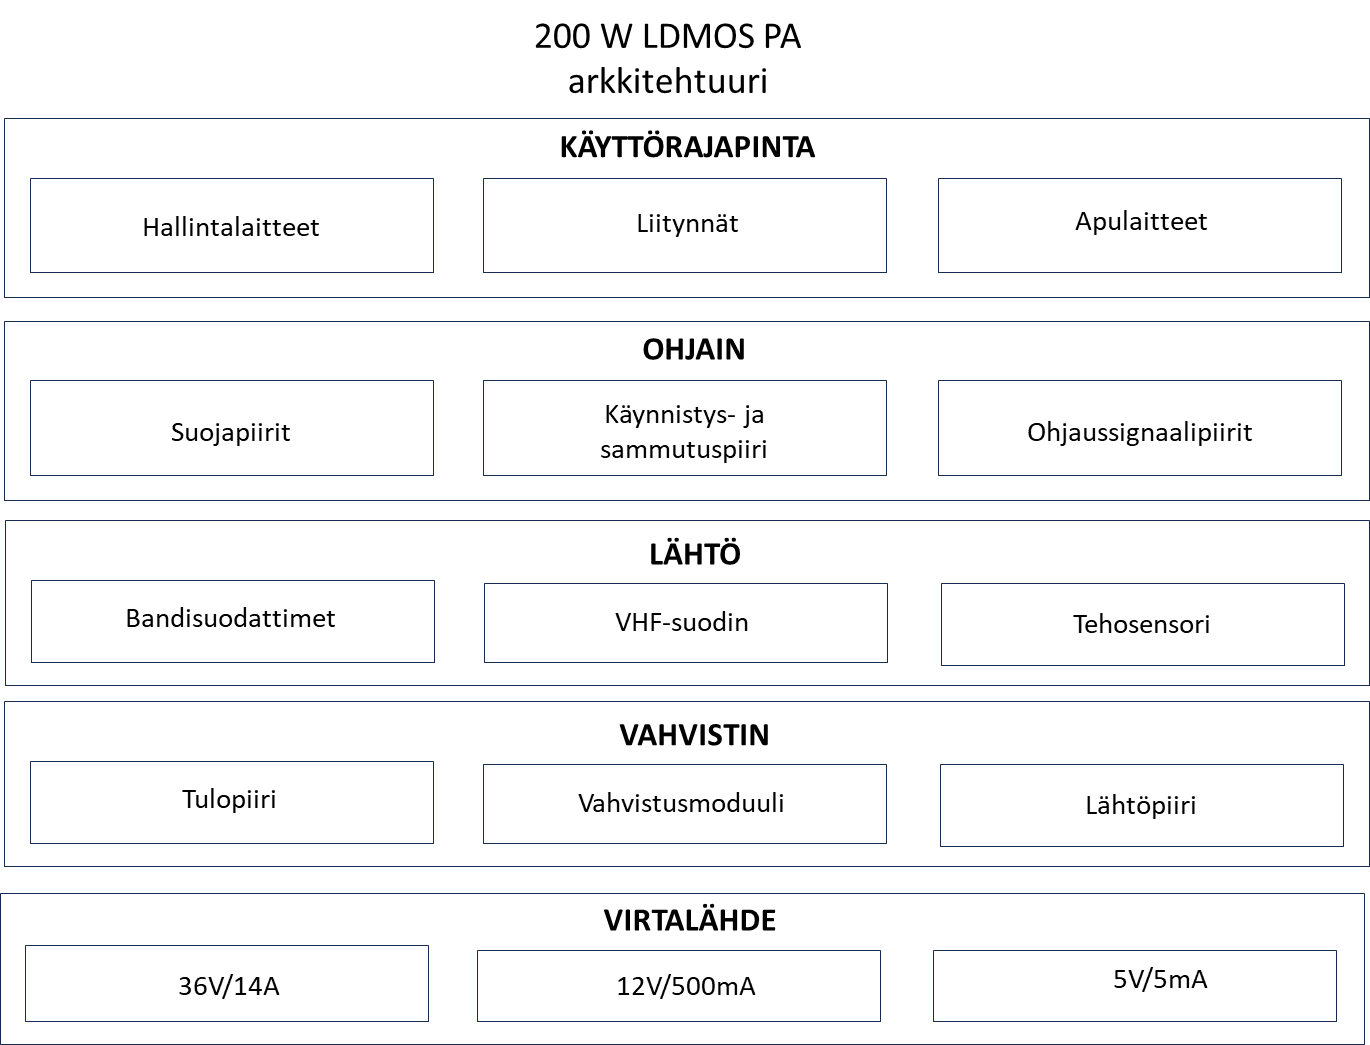 200 W LDMOS PA
arkkitehtuuri
KÄYTTÖRAJAPINTA
Hallintalaitteet
Liitynnät
Apulaitteet
OHJAIN
Suojapiirit
Käynnistys- ja
sammutuspiiri
Ohjaussignaalipiirit
LÄHTÖ
Bandisuodattimet
VHF-suodin
Tehosensori
VAHVISTIN
Tulopiiri
Vahvistusmoduuli
Lähtöpiiri
VIRTALÄHDE
36V/14A
12V/500mA
5V/5mA